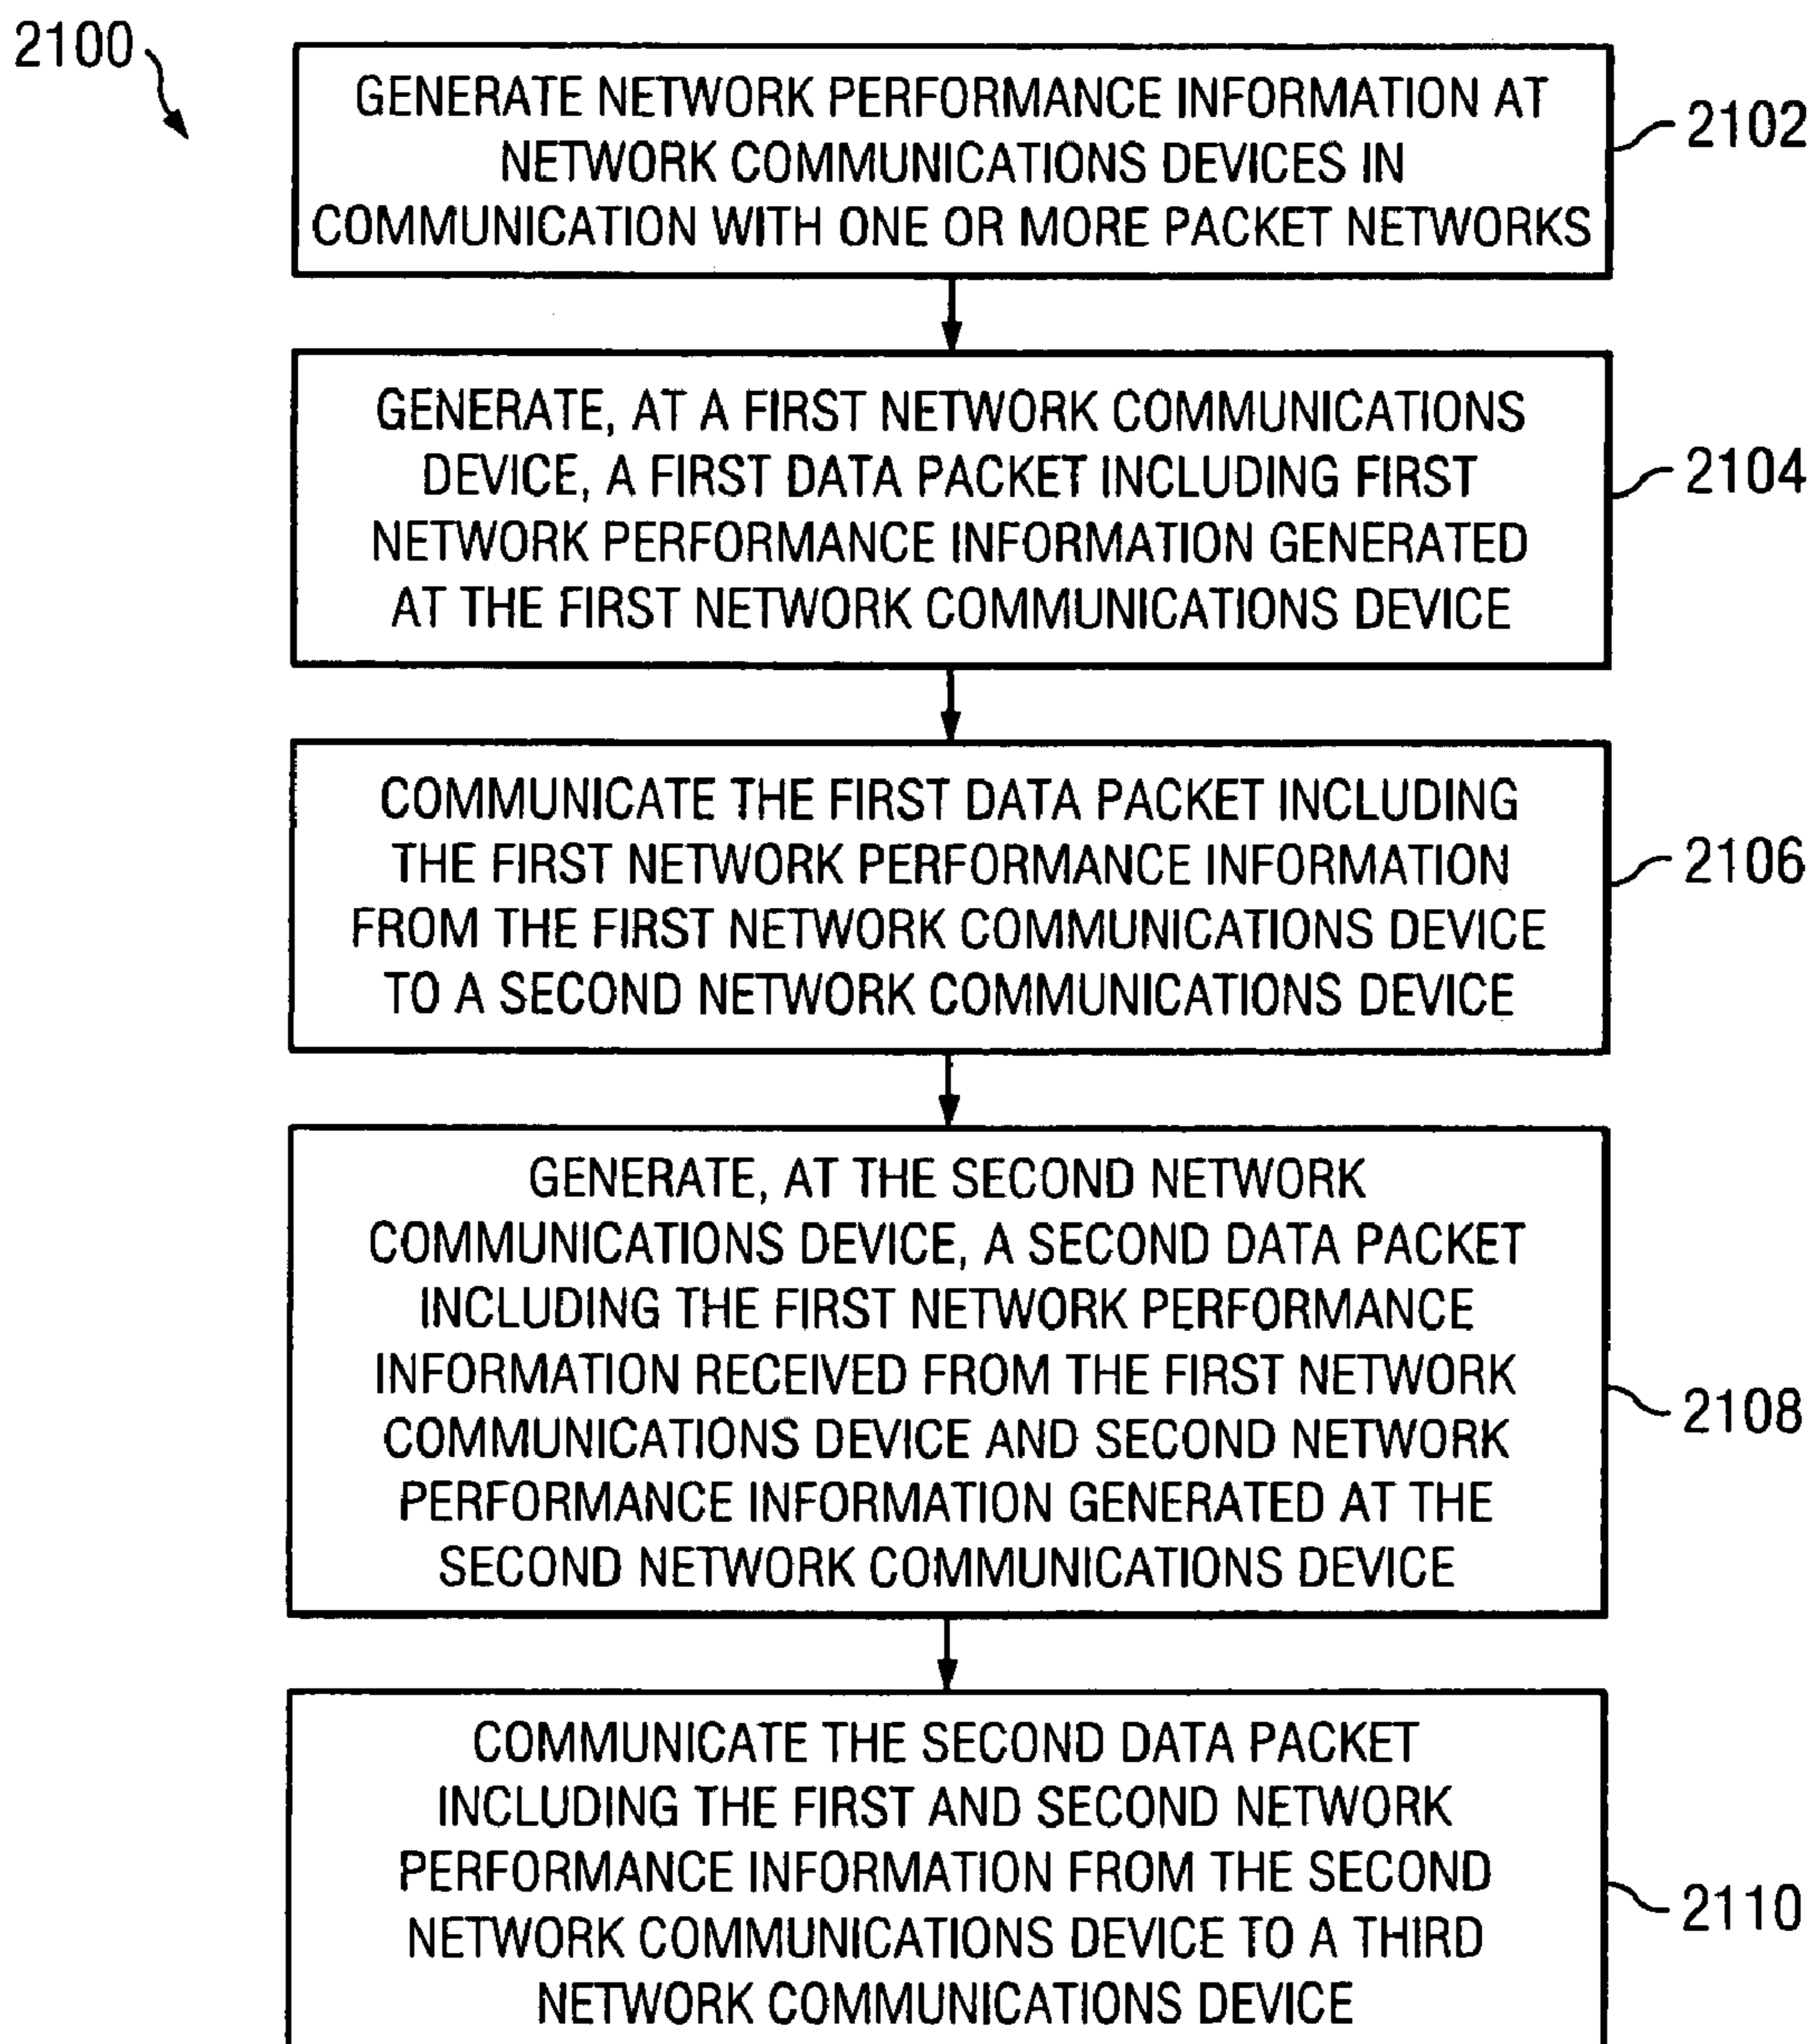 2100
GENERATE NETWORK PERFORMANCE INFORMATION AT
NETWORK COMMUNICATIONS DEVICES IN
COMMUNICATION WITH ONE OR MORE PACKET NETWORKS
2102
GENERATE, AT A FIRST NETWORK COMMUNICATIONS
DEVICE, A FIRST DATA PACKET INCLUDING FIRST
NETWORK PERFORMANCE INFORMATION GENERATED
AT THE FIRST NETWORK COMMUNICATIONS DEVICE
2104
COMMUNICATE THE FIRST DATA PACKET INCLUDING
THE FIRST NETWORK PERFORMANCE INFORMATION
FROM THE FIRST NETWORK COMMUNICATIONS DEVICE
TO A SECOND NETWORK COMMUNICATIONS DEVICE
2106
GENERATE, AT THE SECOND NETWORK
COMMUNICATIONS DEVICE, A SECOND DATA PACKET
INCLUDING THE FIRST NETWORK PERFORMANCE
INFORMATION RECEIVED FROM THE FIRST NETWORK
COMMUNICATIONS DEVICE AND SECOND NETWORK
PERFORMANCE INFORMATION GENERATED AT THE
SECOND NETWORK COMMUNICATIONS DEVICE
2108
COMMUNICATE THE SECOND DATA PACKET
INCLUDING THE FIRST AND SECOND NETWORK
PERFORMANCE INFORMATION FROM THE SECOND
NETWORK COMMUNICATIONS DEVICE TO A THIRD
NETWORK COMMUNICATIONS DEVICE
2110